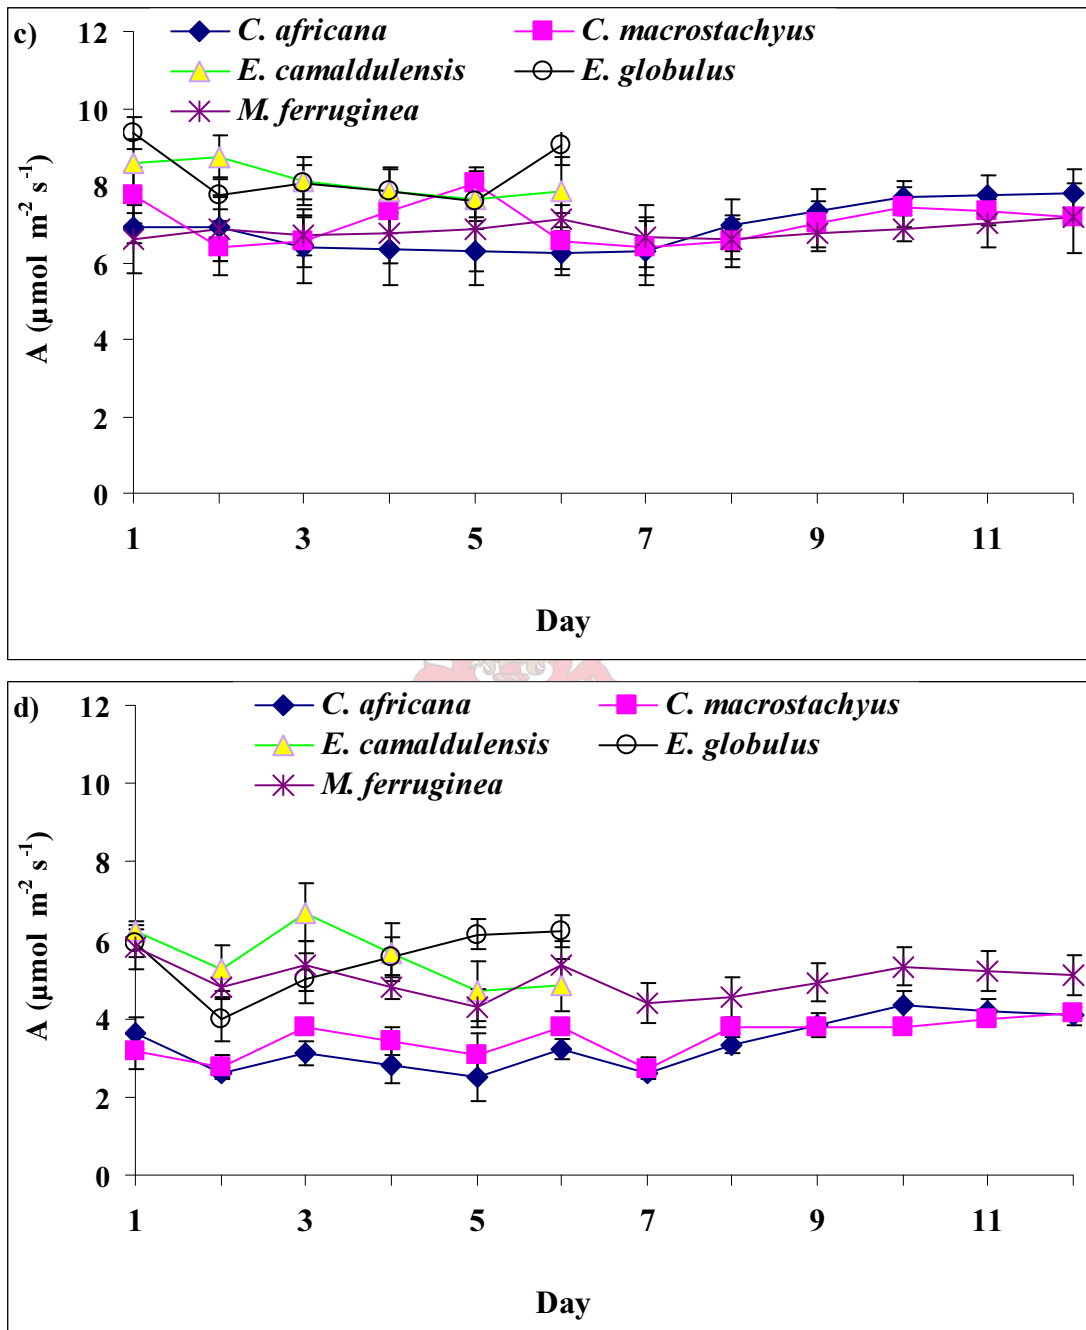 c)
C. africana
C. macrostachyus
E. camaldulensis
E. globulus
M. ferruginea
12
10
8
6
4
2
0
A (µmol m-2 s-1)
1 3 5 7 9 11
Day
d)
C. africana
C. macrostachyus
E. camaldulensis
E. globulus
M. ferruginea
12
10
8
6
4
2
0
A (µmol m-2 s-1)
1 3 5 7 9 11
Day